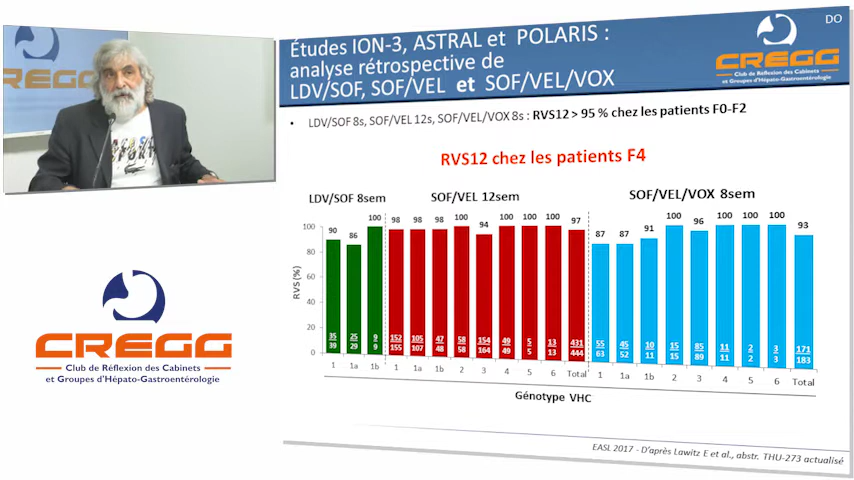 CREGG
DO
Études ION-3, ASTRAL et POLARIS :
analyse rétrospective de
LDV/SOF, SOF/VEL et SOF/VEL/VOX
CREGG
Club de Réflexion des Cabinets
et Groupes d'Hépato-Gastroentérologie
• LDV/SOF 8s, SOF/VEL 12s, SOF/VEL/VOX 8s : RVS12 > 95 % chez les patients F0-F2
RVS12 chez les patients F4
LDV/SOF 8sem SOF/VEL 12sem SOF/VEL/VOX 8sem
90 86 100 98 98 98 100 94 100 100 100 97 87 87 91 100 96 100 100 100 93
RVS (%)
100
80
60
40
20
0
35 25 9 152 105 47 58 154 49 5 13 431 55 45 10 15 85 11 2 3 171
39 29 9 155 107 48 58 164 49 5 13 444 63 52 11 15 89 11 2 3 183
1 1a 1b 1 1a 1b 2 3 4 5 6 Total 1 1a 1b 2 3 4 5 6 Total
Génotype VHC
EASL 2017 - D'après Lawitz E et al., abstr. THU-273 actualisé
CREGG
Club de Réflexion des Cabinets
et Groupes d'Hépato-Gastroentérologie